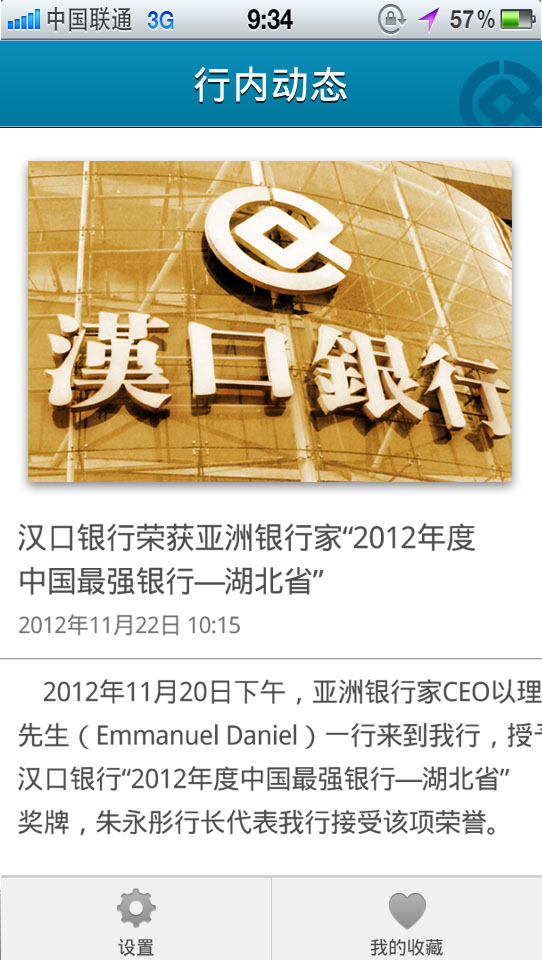 中国联通 3G 9:34 57%
行内动态
漢口銀行
汉口银行荣获亚洲银行家“2012年度
中国最强银行—湖北省”
2012年11月22日 10:15
2012年11月20日下午，亚洲银行家CEO以理
先生（Emmanuel Daniel）一行来到我行，授予
汉口银行“2012年度中国最强银行—湖北省”
奖牌，朱永彤行长代表我行接受该项荣誉。
设置 我的收藏